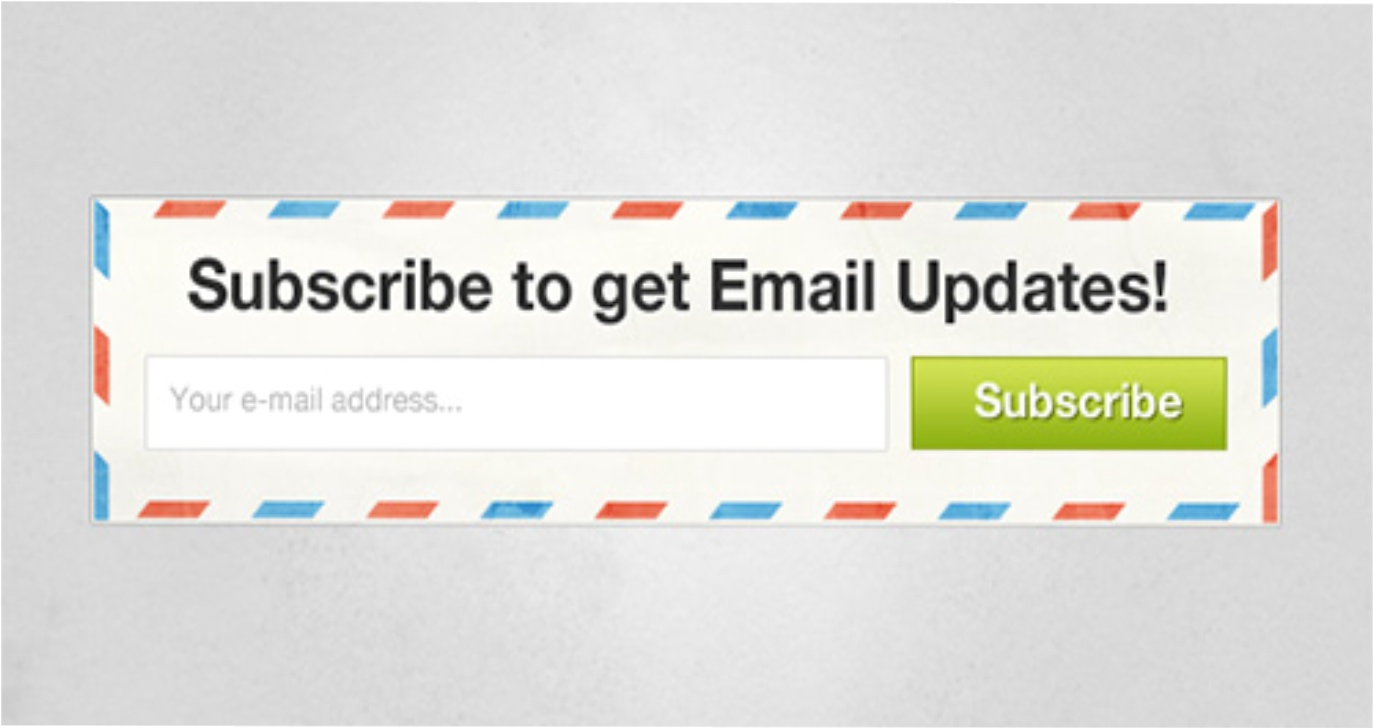 Subscribe to get Email Updates!
Your e-mail address...
Subscribe